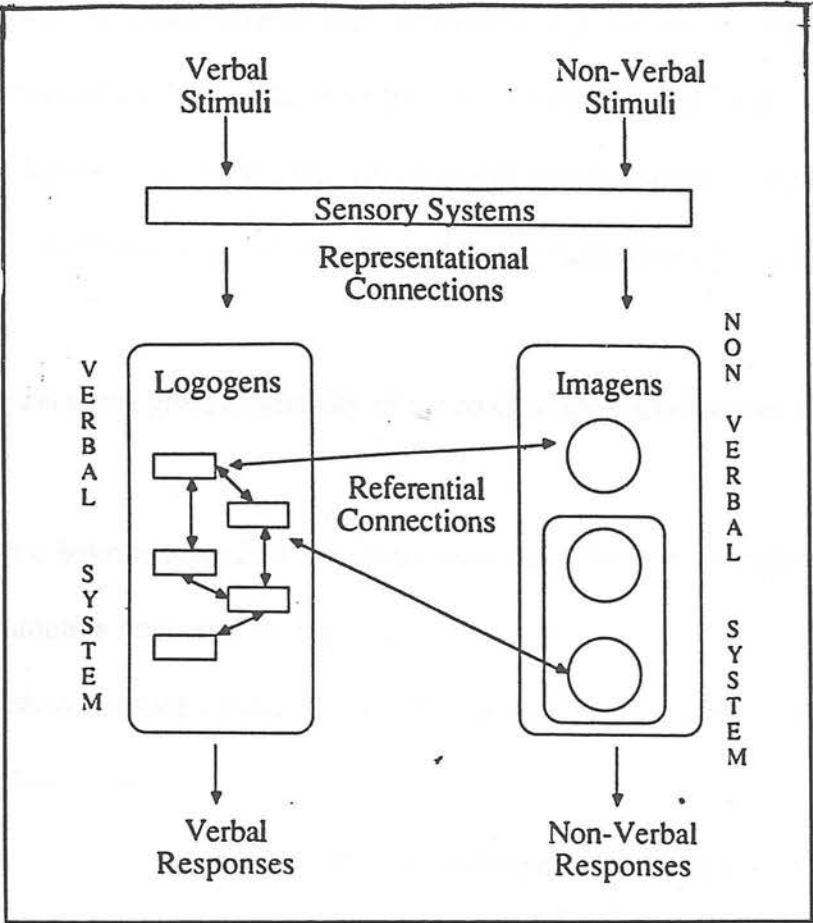 Verbal
Stimuli
Non-Verbal
Stimuli
Sensory Systems
Representational
Connections
VERBAL SYSTEM
Logogens
Imagens
NON VERBAL SYSTEM
Referential
Connections
Verbal
Responses
Non-Verbal
Responses